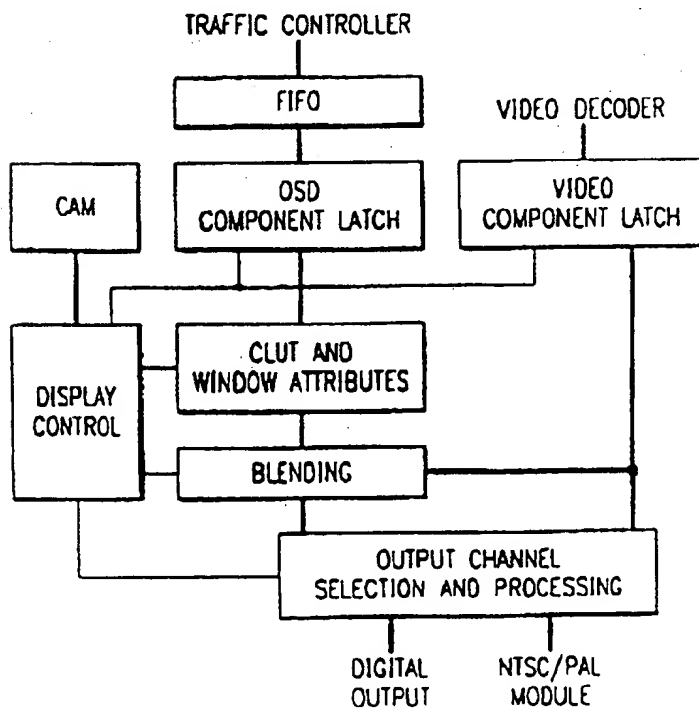 TRAFFIC CONTROLLER
FIFO
VIDEO DECODER
CAM
OSD
COMPONENT LATCH
VIDEO
COMPONENT LATCH
DISPLAY
CONTROL
CLUT AND
WINDOW ATTRIBUTES
BLENDING
OUTPUT CHANNEL
SELECTION AND PROCESSING
DIGITAL
OUTPUT
NTSC/PAL
MODULE